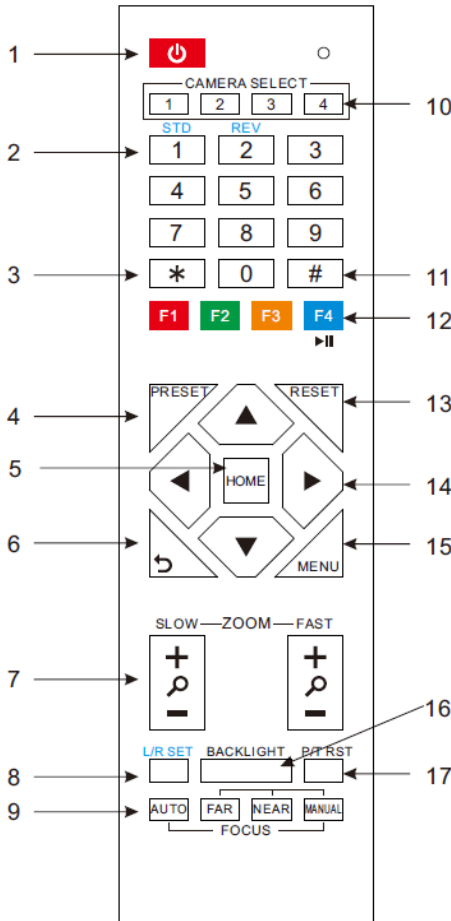 1
CAMERA SELECT
1 2 3 4
10
STD REV
2
1 2 3
4 5 6
7 8 9
3
* 0 #
11
F1 F2 F3 F4
12
PRESET RESET
4
13
5
HOME
14
6
15
MENU
SLOW ZOOM FAST
+ +
7
- -
16
L/R SET BACKLIGHT P/T RST
8
17
9
AUTO FAR NEAR MANUAL
FOCUS